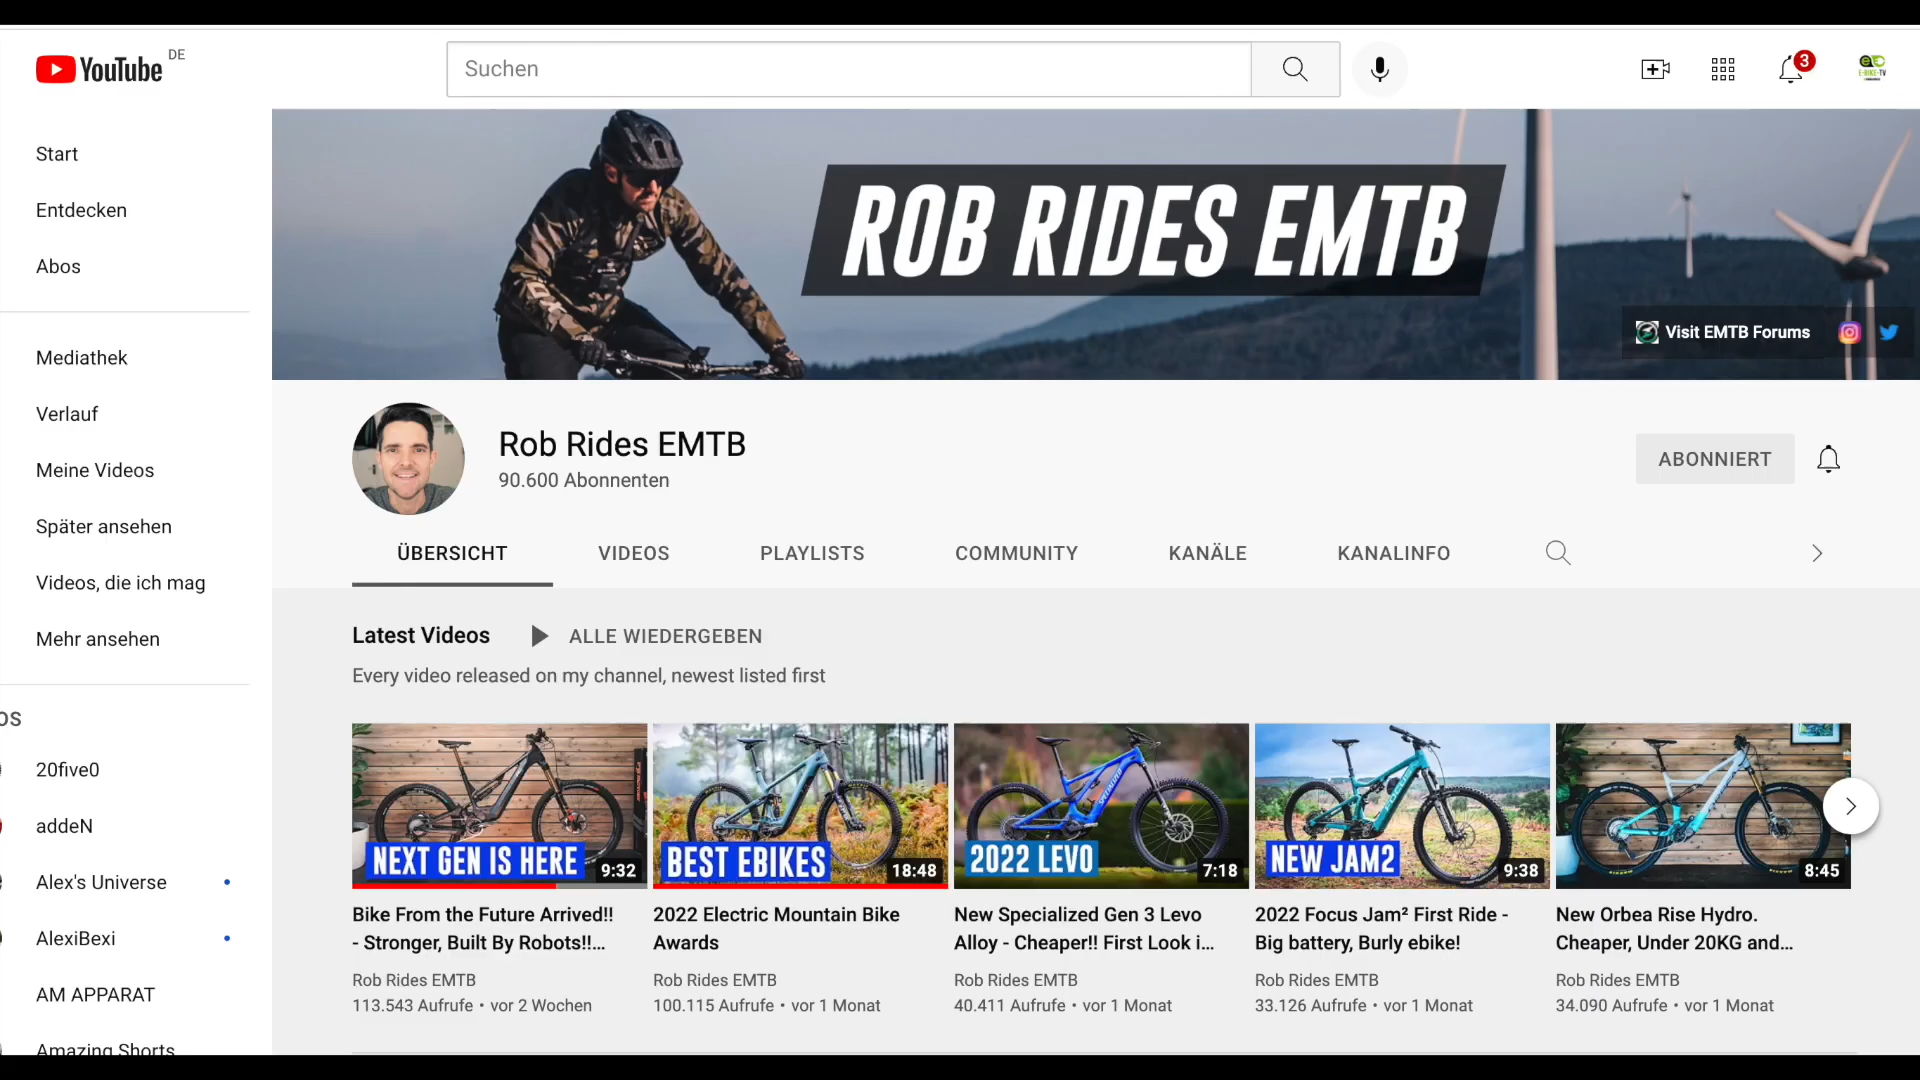 YouTube DE
Suchen
3
E-BIKE-TV
Start
Entdecken
Abos
Mediathek
Verlauf
Meine Videos
Später ansehen
Videos, die ich mag
Mehr ansehen
OS
20five0
addeN
Alex's Universe
AlexiBexi
AM APPARAT
Amazing Shorts
ROB RIDES EMTB
Visit EMTB Forums
Rob Rides EMTB
90.600 Abonnenten
ABONNIERT
ÜBERSICHT
VIDEOS
PLAYLISTS
COMMUNITY
KANÄLE
KANALINFO
Latest Videos
ALLE WIEDERGEBEN
Every video released on my channel, newest listed first
NEXT GEN IS HERE
9:32
Bike From the Future Arrived!!
- Stronger, Built By Robots!!...
Rob Rides EMTB
113.543 Aufrufe • vor 2 Wochen
BEST EBIKES
18:48
2022 Electric Mountain Bike
Awards
Rob Rides EMTB
100.115 Aufrufe • vor 1 Monat
2022 LEVO
7:18
New Specialized Gen 3 Levo
Alloy - Cheaper!! First Look i...
Rob Rides EMTB
40.411 Aufrufe • vor 1 Monat
NEW JAM2
9:38
2022 Focus Jam² First Ride -
Big battery, Burly ebike!
Rob Rides EMTB
33.126 Aufrufe • vor 1 Monat
8:45
New Orbea Rise Hydro.
Cheaper, Under 20KG and...
Rob Rides EMTB
34.090 Aufrufe • vor 1 Monat